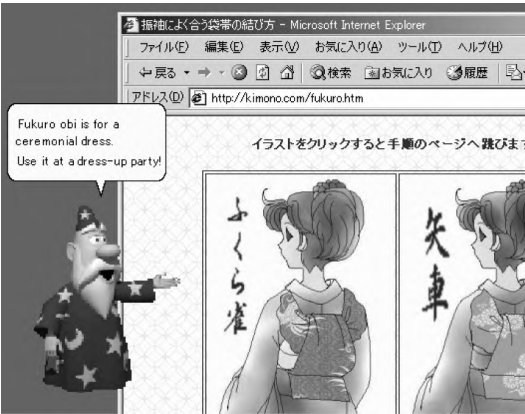 振袖によく合う袋帯の結び方 - Microsoft Internet Explorer
ファイル(F) 編集(E) 表示(V) お気に入り(A) ツール(T) ヘルプ(H)
戻る 検索 お気に入り 履歴
アドレス(D) http://kimono.com/fukuro.htm
Fukuro obi is for a
ceremonial dress.
Use it at a dress-up party!
イラストをクリックすると手順のページへ跳びます
ふくら雀
矢車